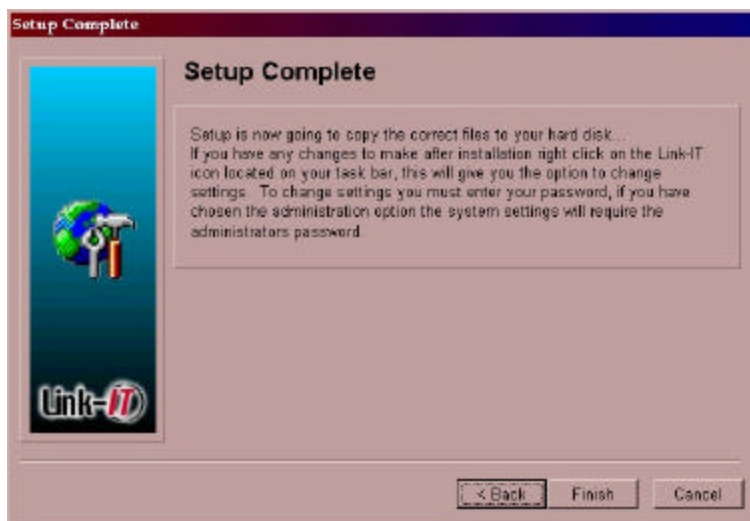 Setup Complete
Setup Complete
Setup is now going to copy the correct files to your hard disk...
If you have any changes to make after installation right click on the Link-IT
icon located on your task bar, this will give you the option to change
settings. To change settings you must enter your password, if you have
chosen the administration option the system settings will require the
administrators password.
Link-IT
< Back Finish Cancel